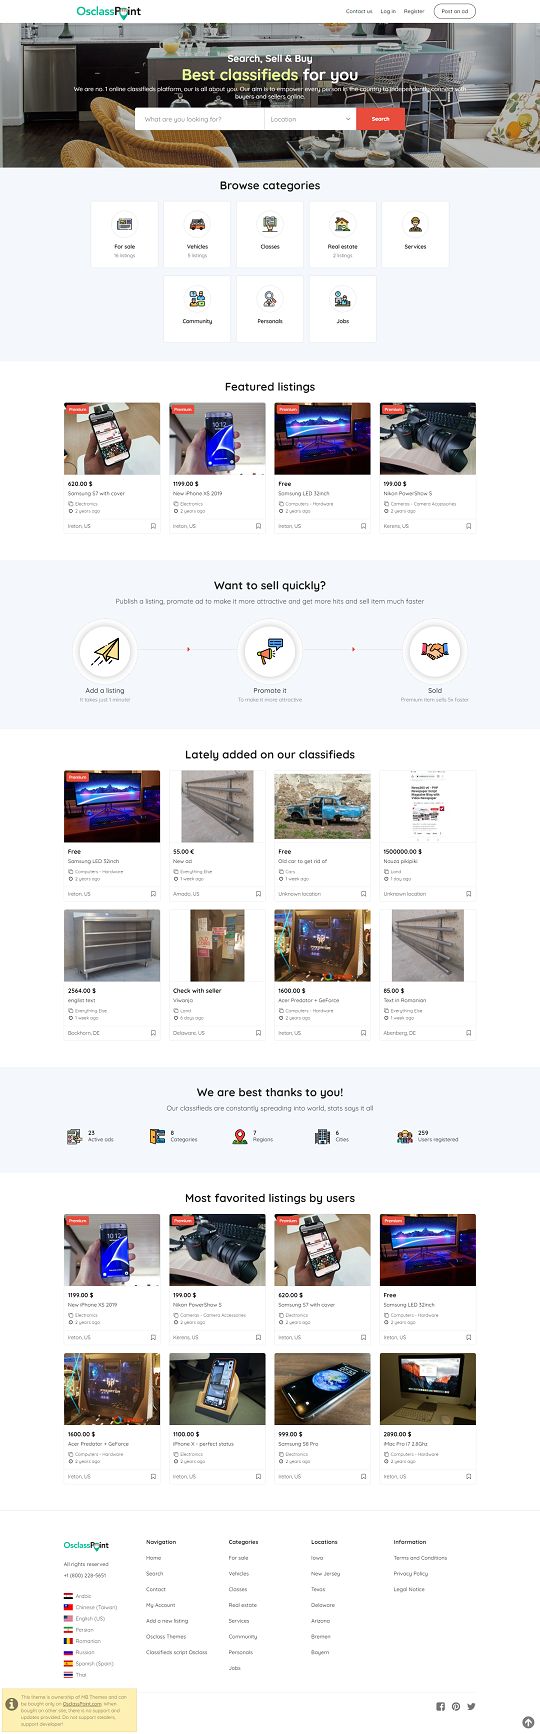 OsclassPoint
Contact us
Log in
Register
Post an ad
Search, Sell & Buy
Best classifieds for you
We are no. 1 online classifieds platform, our is all about you. Our aim is to empower every person in the country to independently connect with
buyers and sellers online.
What are you looking for?
Location
Search
Browse categories
For sale
16 listings
Vehicles
5 listings
Classes
Real estate
2 listings
Services
Community
Personals
Jobs
Featured listings
Premium
620.00 $
Samsung S7 with cover
Electronics
2 years ago
Ireton, US
Premium
1199.00 $
New iPhone XS 2019
Electronics
2 years ago
Ireton, US
Premium
Free
Samsung LED 32inch
Computers - Hardware
2 years ago
Ireton, US
Premium
199.00 $
Nikon PowerShow S
Cameras - Camera Accessories
2 years ago
Kerens, US
Want to sell quickly?
Publish a listing, promote ad to make it more attractive and get more hits and sell item much faster
Add a listing
It takes just 1 minute!
Promote it
To make it more attractive
Sold
Premium item sells 5x faster
Lately added on our classifieds
Premium
Free
Samsung LED 32inch
Computers - Hardware
2 years ago
Ireton, US
55.00 €
New ad
Everything Else
1 week ago
Amado, US
Free
Old car to get rid of
Cars
1 week ago
Unknown location
1500000.00 $
Nauza pikipiki
Land
1 day ago
Unknown location
2564.00 $
englist text
Everything Else
1 week ago
Bockhorn, DE
Check with seller
Viwanja
Land
6 days ago
Delaware, US
1600.00 $
Acer Predator + GeForce
Computers - Hardware
2 years ago
Ireton, US
85.00 €
Text in Romanian
Everything Else
1 week ago
Abenberg, DE
We are best thanks to you!
Our classifieds are constantly spreading into world, stats says it all
23
Active ads
8
Categories
7
Regions
6
Cities
259
Users registered
Most favorited listings by users
Premium
1199.00 $
New iPhone XS 2019
Electronics
2 years ago
Ireton, US
Premium
199.00 $
Nikon PowerShow S
Cameras - Camera Accessories
2 years ago
Kerens, US
Premium
620.00 $
Samsung S7 with cover
Electronics
2 years ago
Ireton, US
Premium
Free
Samsung LED 32inch
Computers - Hardware
2 years ago
Ireton, US
1600.00 $
Acer Predator + GeForce
Computers - Hardware
2 years ago
Ireton, US
1100.00 $
iPhone X - perfect status
Electronics
2 years ago
Ireton, US
999.00 $
Samsung S8 Pro
Electronics
2 years ago
Ireton, US
2890.00 $
iMac Pro i7 2.8Ghz
Computers - Hardware
2 years ago
Ireton, US
OsclassPoint
All rights reserved
+1 (800) 228-5651
Arabic
Chinese (Taiwan)
English (US)
Persian
Romanian
Russian
Spanish (Spain)
Thai
Navigation
Home
Search
Contact
My Account
Add a new listing
Osclass Themes
Classifieds script Osclass
Categories
For sale
Vehicles
Classes
Real estate
Services
Community
Personals
Jobs
Locations
Iowa
New Jersey
Texas
Delaware
Arizona
Bremen
Bayern
Information
Terms and Conditions
Privacy Policy
Legal Notice
This theme is ownership of MB Themes and can
be bought only on OsclassPoint.com. When
bought on other site, there is no support and
updates provided. Do not support stealers,
support developer!